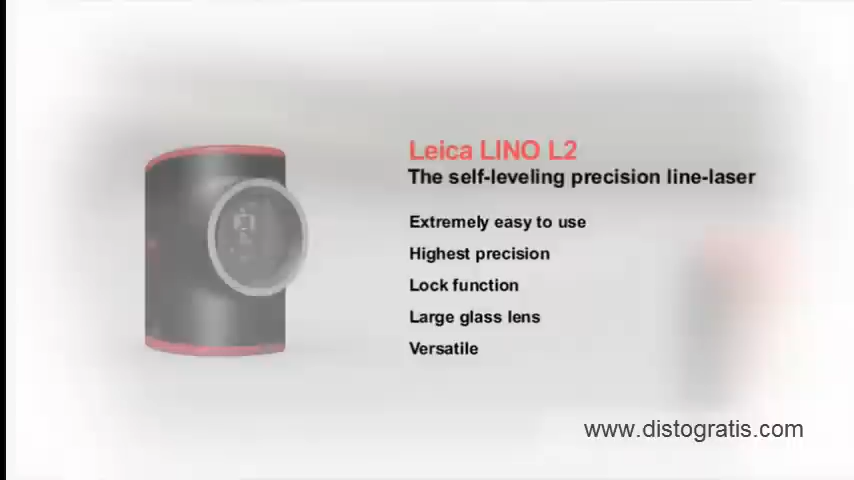 Leica LINO L2
The self-leveling precision line-laser
Extremely easy to use
Highest precision
Lock function
Large glass lens
Versatile
www.distogratis.com